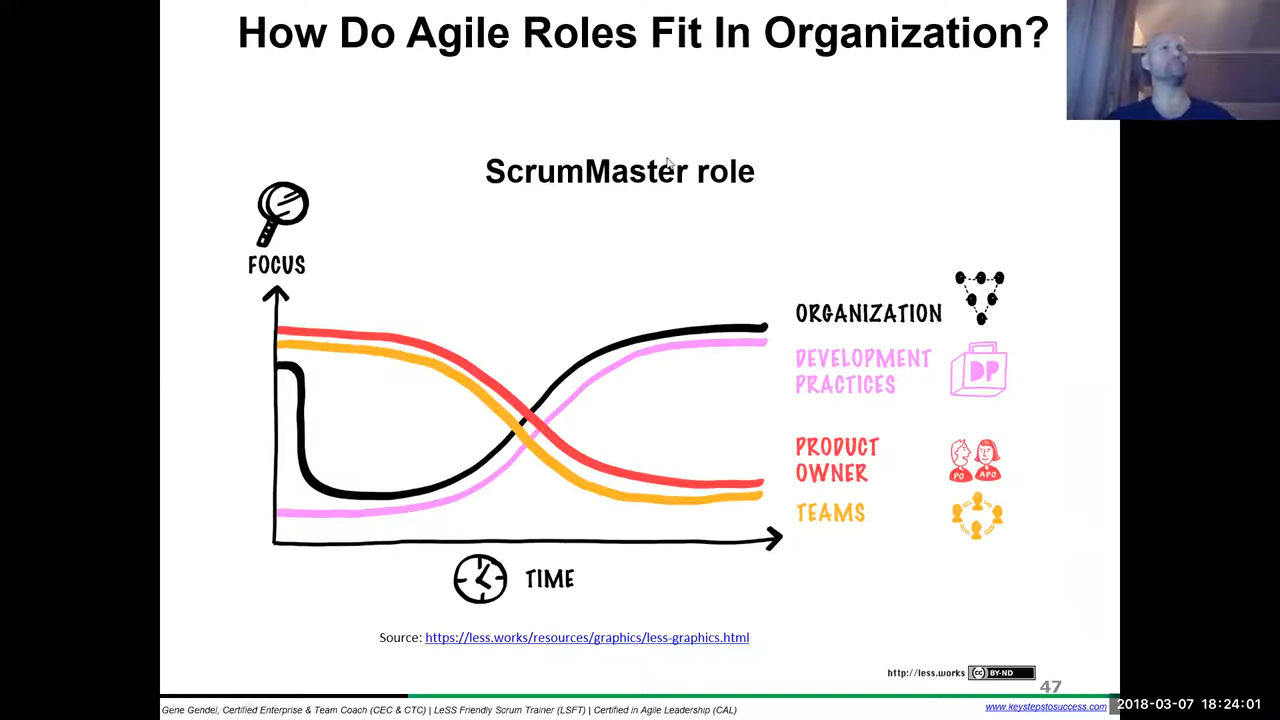 How Do Agile Roles Fit In Organization?
ScrumMaster role
FOCUS
ORGANIZATION
DEVELOPMENT
PRACTICES
DP
PRODUCT
OWNER
PO APO
TEAMS
TIME
Source: https://less.works/resources/graphics/less-graphics.html
http://less.works (cc) BY-ND
47
Gene Gendel, Certified Enterprise & Team Coach (CEC & CTC) | LeSS Friendly Scrum Trainer (LSFT) | Certified in Agile Leadership (CAL)
www.keystepstosuccess.com
2018-03-07 18:24:01